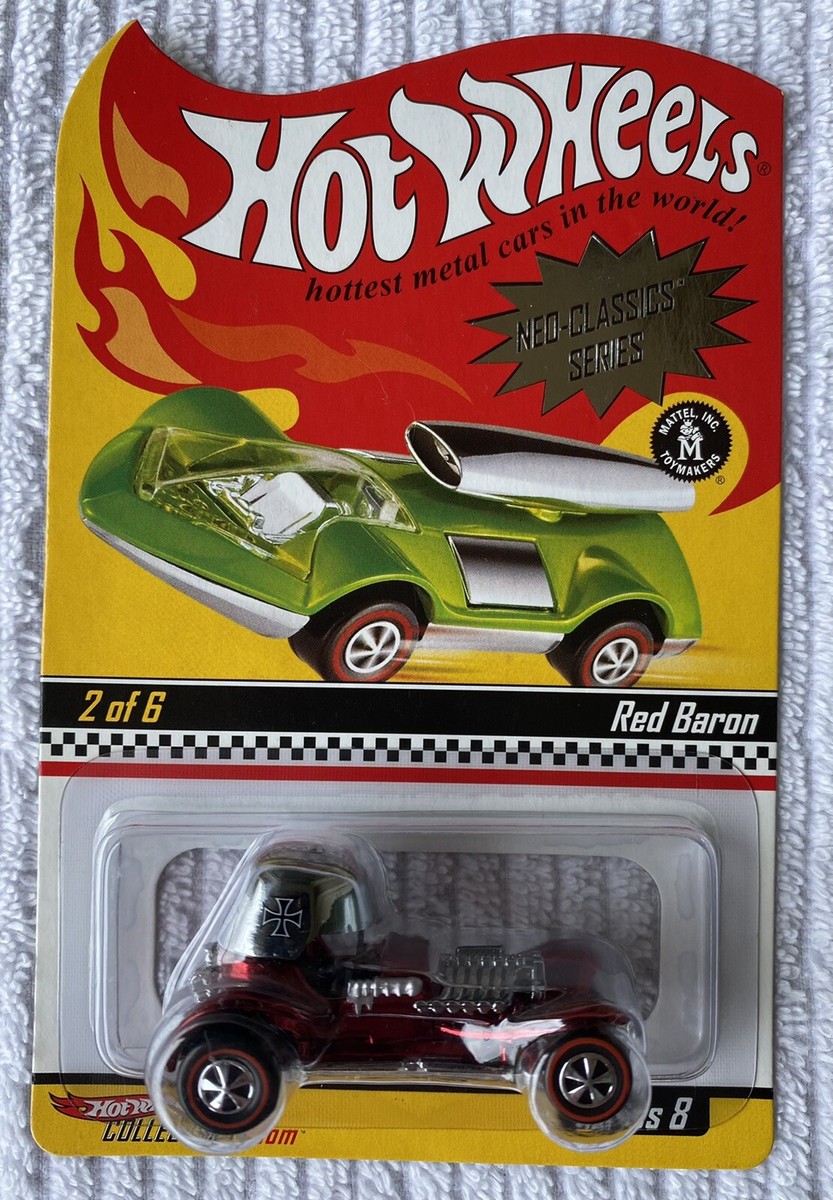 Hot Wheels®
hottest metal cars in the world!
NEO-CLASSICS™
SERIES
MATTEL, INC.
M
TOYMAKERS
®
2 of 6
Red Baron
8